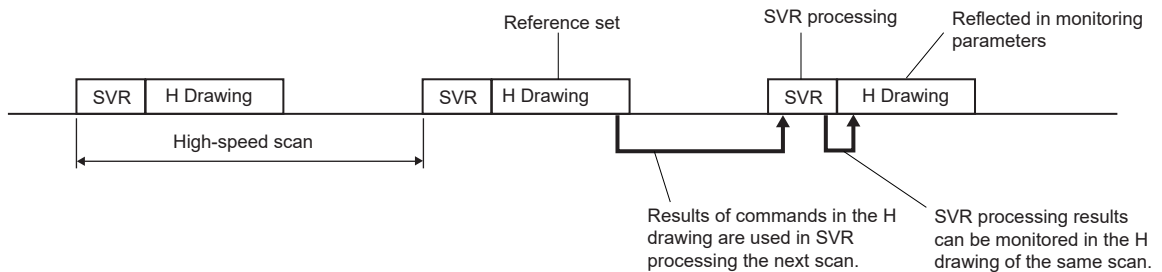 Reference set
SVR processing
Reflected in monitoring
parameters
SVR
H Drawing
SVR
H Drawing
SVR
H Drawing
High-speed scan
Results of commands in the H
drawing are used in SVR
processing the next scan.
SVR processing results
can be monitored in the H
drawing of the same scan.